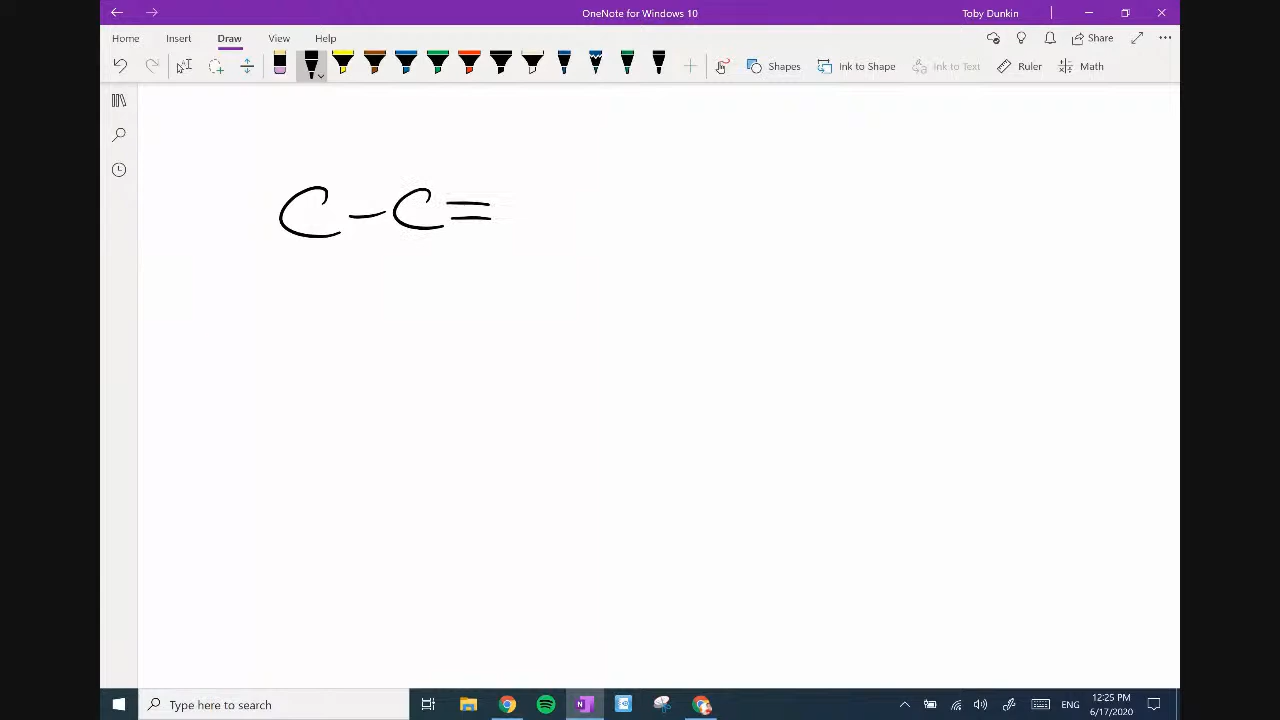 OneNote for Windows 10 Toby Dunkin
Home Insert Draw View Help Share
Shapes Ink to Shape Ink to Text Ruler Math
C-C=
12:25 PM
Type here to search ENG
6/17/2020